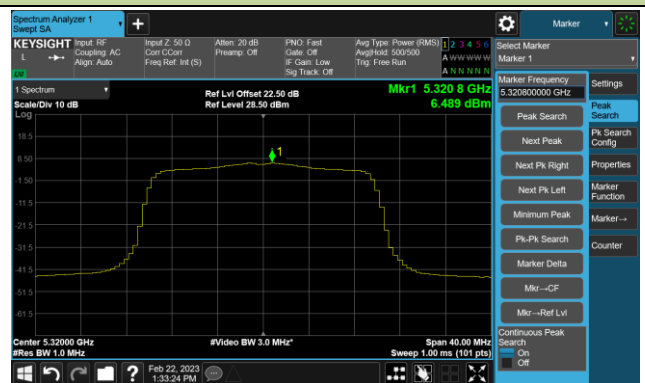 Spectrum Analyzer 1
Swept SA
Marker
KEYSIGHT
L
Input: RF
Coupling: AC
Align: Auto
Input Z: 50 Ω
Corr CCorr
Freq Ref: Int (S)
Atten: 20 dB
Preamp: Off
PNO: Fast
Gate: Off
IF Gain: Low
Sig Track: Off
Avg Type: Power (RMS)
Avg|Hold: 500/500
Trig: Free Run
1 2 3 4 5 6
A W W W W W
A N N N N N
Select Marker
Marker 1
1 Spectrum
Scale/Div 10 dB
Log
Ref Lvl Offset 22.50 dB
Ref Level 28.50 dBm
Mkr1 5.320 8 GHz
6.489 dBm
1
18.5
8.50
-1.50
-11.5
-21.5
-31.5
-41.5
-51.5
-61.5
Center 5.32000 GHz
#Res BW 1.0 MHz
#Video BW 3.0 MHz*
Span 40.00 MHz
Sweep 1.00 ms (101 pts)
Marker Frequency
5.320800000 GHz
Peak Search
Next Peak
Next Pk Right
Next Pk Left
Minimum Peak
Pk-Pk Search
Marker Delta
Mkr→CF
Mkr→Ref Lvl
Continuous Peak
Search
On
Off
Settings
Peak
Search
Pk Search
Config
Properties
Marker
Function
Marker→
Counter
Feb 22, 2023
1:33:24 PM